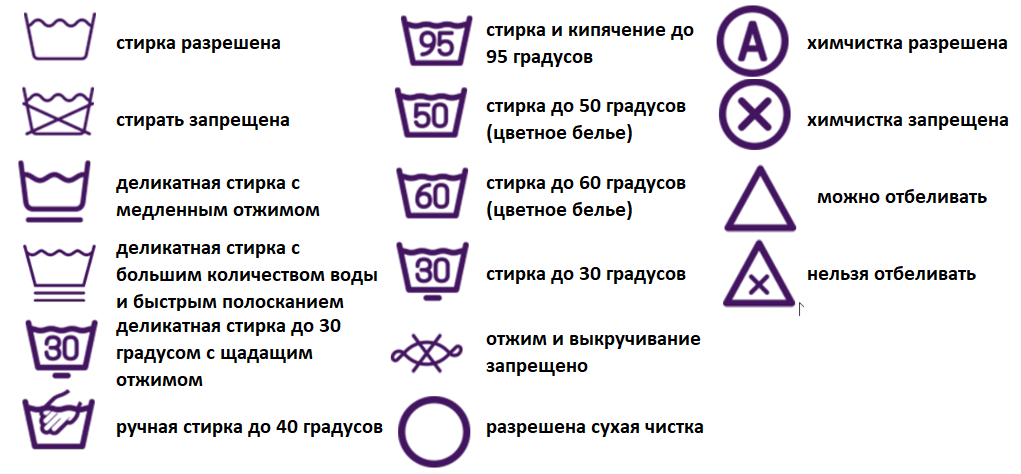 стирка разрешена
стирать запрещена
деликатная стирка с
медленным отжимом
деликатная стирка с
большим количеством воды
и быстрым полосканием
30
деликатная стирка до 30
градусом с щадащим
отжимом
ручная стирка до 40 градусов
95
стирка и кипячение до
95 градусов
50
стирка до 50 градусов
(цветное белье)
60
стирка до 60 градусов
(цветное белье)
30
стирка до 30 градусов
отжим и выкручивание
запрещено
разрешена сухая чистка
A
химчистка разрешена
химчистка запрещена
можно отбеливать
нельзя отбеливать